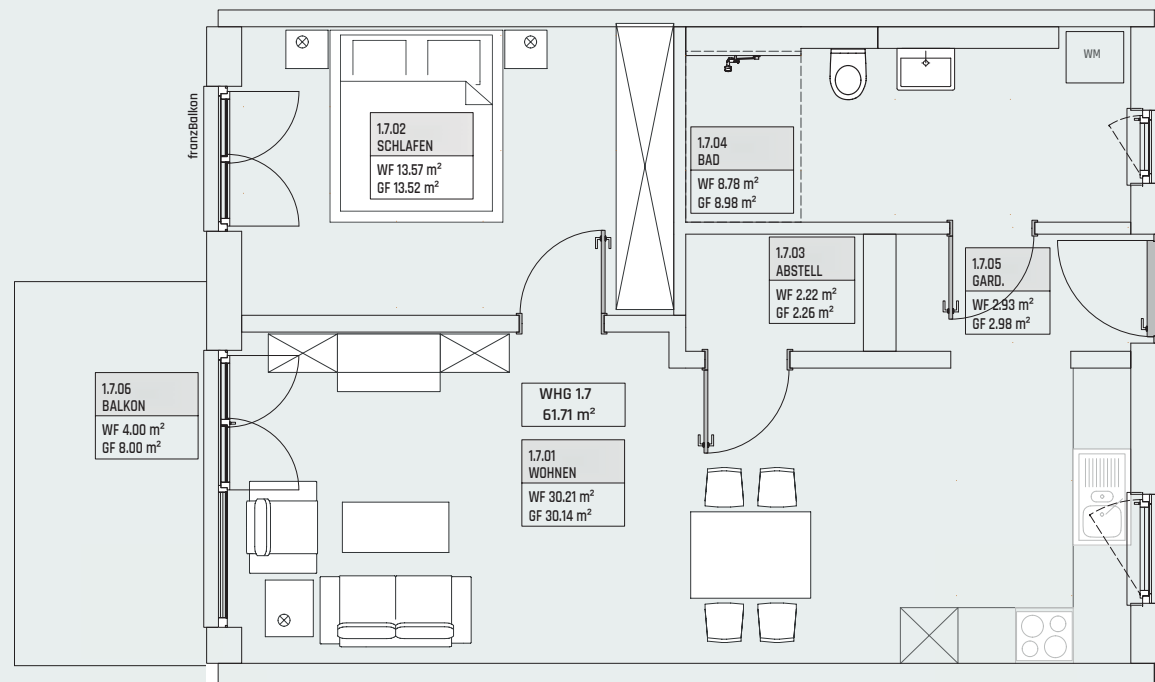 franzBalkon
1.7.02
SCHLAFEN
WF 13.57 m²
GF 13.52 m²
1.7.04
BAD
WF 8.78 m²
GF 8.98 m²
WM
1.7.03
ABSTELL
WF 2.22 m²
GF 2.26 m²
1.7.05
GARD.
WF 2.93 m²
GF 2.98 m²
1.7.06
BALKON
WF 4.00 m²
GF 8.00 m²
WHG 1.7
61.71 m²
1.7.01
WOHNEN
WF 30.21 m²
GF 30.14 m²